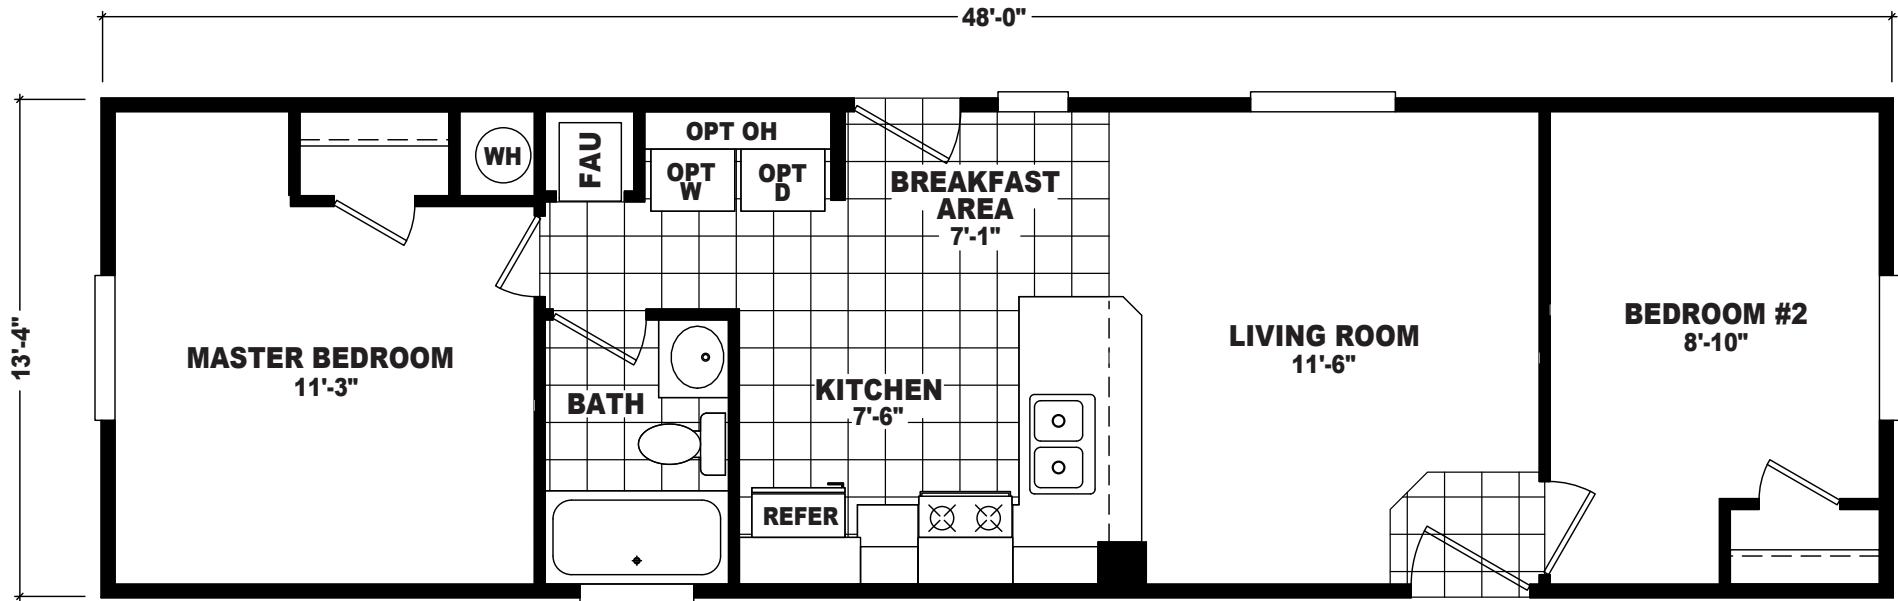 48'-0"
13'-4"
WH
FAU
OPT OH
OPT
W
OPT
D
BREAKFAST
AREA
7'-1"
MASTER BEDROOM
11'-3"
BATH
KITCHEN
7'-6"
REFER
LIVING ROOM
11'-6"
BEDROOM #2
8'-10"